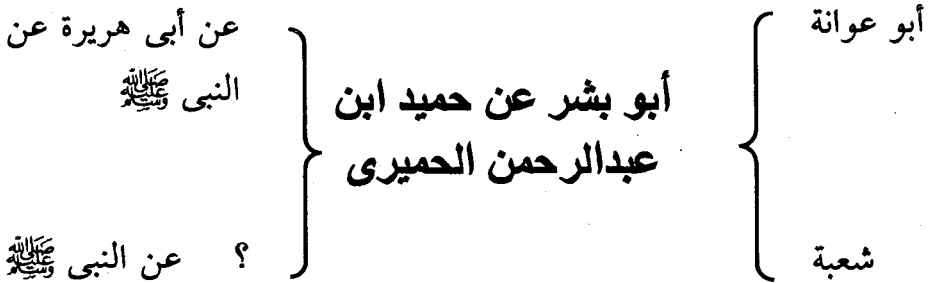 أبو عوانة
أبو بشر عن حميد ابن
عبدالرحمن الحميرى
عن أبى هريرة عن
النبى ﷺ
شعبة
؟ عن النبى ﷺ